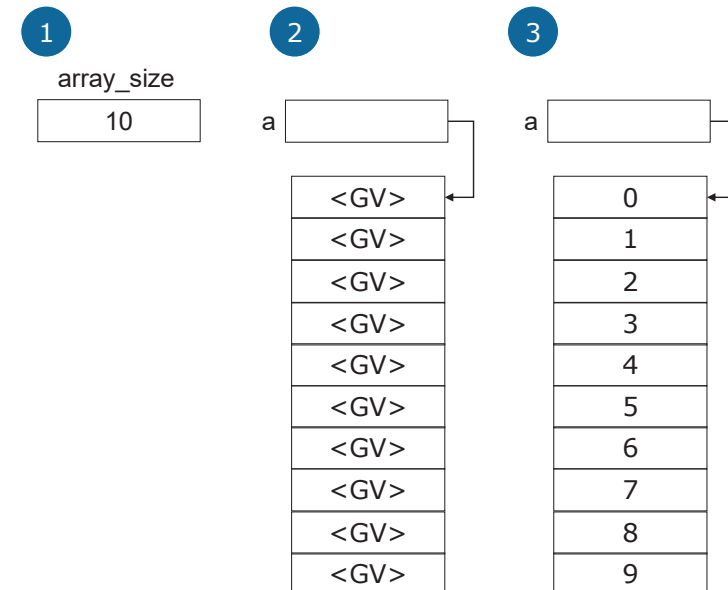 1 2 3
array_size
10 a a
<GV> 0
<GV> 1
<GV> 2
<GV> 3
<GV> 4
<GV> 5
<GV> 6
<GV> 7
<GV> 8
<GV> 9